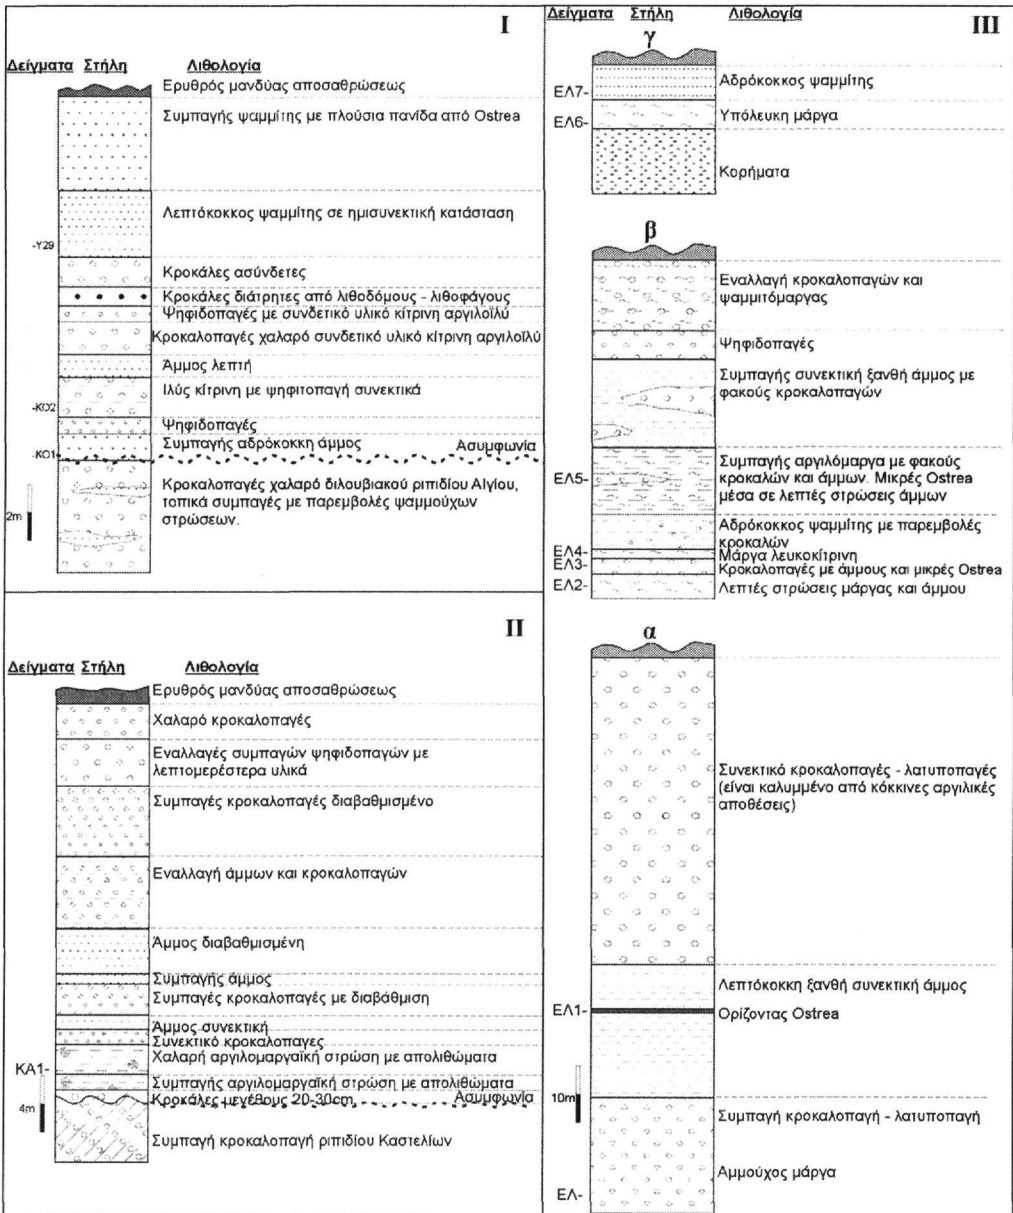 I
Δείγματα Στήλη Λιθολογία
Ερυθρός μανδύας αποσαθρώσεως
Συμπαγής ψαμμίτης με πλούσια πανίδα από Ostrea
Λεπτόκοκκος ψαμμίτης σε ημισυνεκτική κατάσταση
-Υ29
Κροκάλες ασύνδετες
Κροκάλες διάτρητες από λιθοδόμους - λιθοφάγους
Ψηφιδοπαγές με συνδετικό υλικό κίτρινη αργιλοϊλύ
Κροκαλοπαγές χαλαρό συνδετικό υλικό κίτρινη αργιλοϊλύ
Άμμος λεπτή
Ιλύς κίτρινη με ψηφιτοπαγή συνεκτικά
-ΚΟ2
Ψηφιδοπαγές
Συμπαγής αδρόκοκκη άμμος Ασυμφωνία
-ΚΟ1
Κροκαλοπαγές χαλαρό διλουβιακού ριπιδίου Αιγίου,
τοπικά συμπαγές με παρεμβολές ψαμμούχων
στρώσεων.
2m
II
Δείγματα Στήλη Λιθολογία
Ερυθρός μανδύας αποσαθρώσεως
Χαλαρό κροκαλοπαγές
Εναλλαγές συμπαγών ψηφιδοπαγών με
λεπτομερέστερα υλικά
Συμπαγές κροκαλοπαγές διαβαθμισμένο
Εναλλαγή άμμων και κροκαλοπαγών
Άμμος διαβαθμισμένη
Συμπαγής άμμος
Συμπαγές κροκαλοπαγές με διαβάθμιση
Άμμος συνεκτική
Συνεκτικό κροκαλοπαγες
Χαλαρή αργιλομαργαϊκή στρώση με απολιθώματα
ΚΑ1-
Συμπαγής αργιλομαργαϊκή στρώση με απολιθώματα
Κροκάλες μεγέθους 20-30cm Ασυμφωνία
4m
Συμπαγή κροκαλοπαγή ριπιδίου Καστελίων
Δείγματα Στήλη Λιθολογία
III
γ
Αδρόκοκκος ψαμμίτης
ΕΛ7-
Υπόλευκη μάργα
ΕΛ6-
Κορήματα
β
Εναλλαγή κροκαλοπαγών και
ψαμμιτόμαργας
Ψηφιδοπαγές
Συμπαγής συνεκτική ξανθή άμμος με
φακούς κροκαλοπαγών
Συμπαγής αργιλόμαργα με φακούς
κροκαλών και άμμων. Μικρές Ostrea
μέσα σε λεπτές στρώσεις άμμων
ΕΛ5-
Αδρόκοκκος ψαμμίτης με παρεμβολές
κροκαλών
ΕΛ4-
Μάργα λευκοκίτρινη
ΕΛ3-
Κροκαλοπαγές με άμμους και μικρές Ostrea
ΕΛ2-
Λεπτές στρώσεις μάργας και άμμου
α
Συνεκτικό κροκαλοπαγές - λατυποπαγές
(είναι καλυμμένο από κόκκινες αργιλικές
αποθέσεις)
Λεπτόκοκκη ξανθή συνεκτική άμμος
ΕΛ1-
Ορίζοντας Ostrea
10m
Συμπαγή κροκαλοπαγή - λατυποπαγή
Αμμούχος μάργα
ΕΛ-